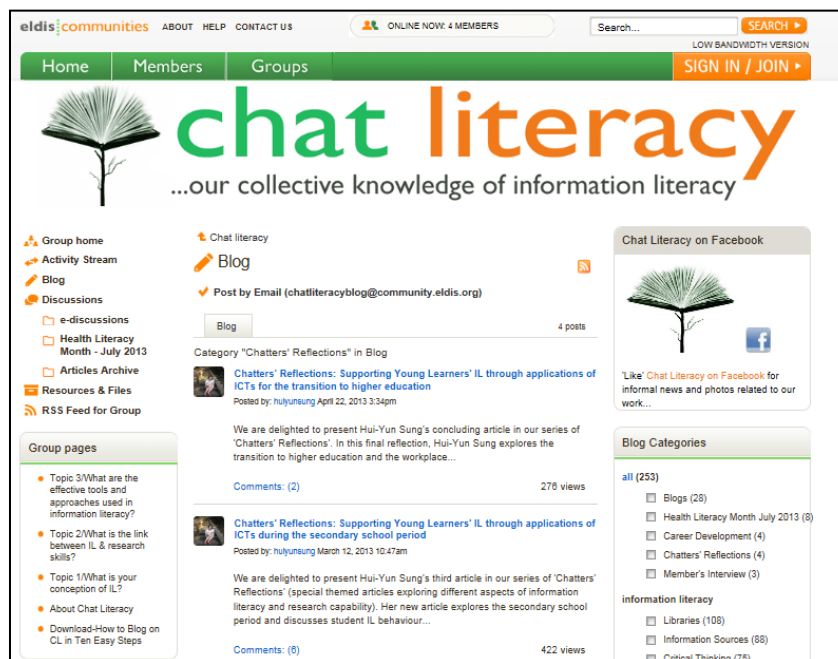 eldis communities ABOUT HELP CONTACT US
ONLINE NOW: 4 MEMBERS
Search...
SEARCH
LOW BANDWIDTH VERSION
Home Members Groups
SIGN IN / JOIN
chat literacy
...our collective knowledge of information literacy
Group home
Activity Stream
Blog
Discussions
e-discussions
Health Literacy
Month - July 2013
Articles Archive
Resources & Files
RSS Feed for Group
Group pages
Topic 3/What are the
effective tools and
approaches used in
information literacy?
Topic 2/What is the link
between IL & research
skills?
Topic 1/What is your
conception of IL?
About Chat Literacy
Download-How to Blog on
CL in Ten Easy Steps
Chat literacy
Blog
Post by Email (chatliteracyblog@community.eldis.org)
Blog
4 posts
Category "Chatters' Reflections" in Blog
Chatters' Reflections: Supporting Young Learners' IL through applications of
ICTs for the transition to higher education
Posted by: huiyunsung April 22, 2013 3:34pm
We are delighted to present Hui-Yun Sung's concluding article in our series of
'Chatters' Reflections'. In this final reflection, Hui-Yun Sung explores the
transition to higher education and the workplace...
Comments: (2)
276 views
Chatters' Reflections: Supporting Young Learners' IL through applications of
ICTs during the secondary school period
Posted by: huiyunsung March 12, 2013 10:47am
We are delighted to present Hui-Yun Sung's third article in our series of 'Chatters'
Reflections' (special themed articles exploring different aspects of information
literacy and research capability). Her new article explores the secondary school
period and discusses student IL behaviour...
Comments: (6)
422 views
Chat Literacy on Facebook
f
'Like' Chat Literacy on Facebook for
informal news and photos related to our
work...
Blog Categories
all (253)
Blogs (28)
Health Literacy Month July 2013 (8)
Career Development (4)
Chatters' Reflections (4)
Member's Interview (3)
information literacy
Libraries (108)
Information Sources (88)
Critical Thinking (75)